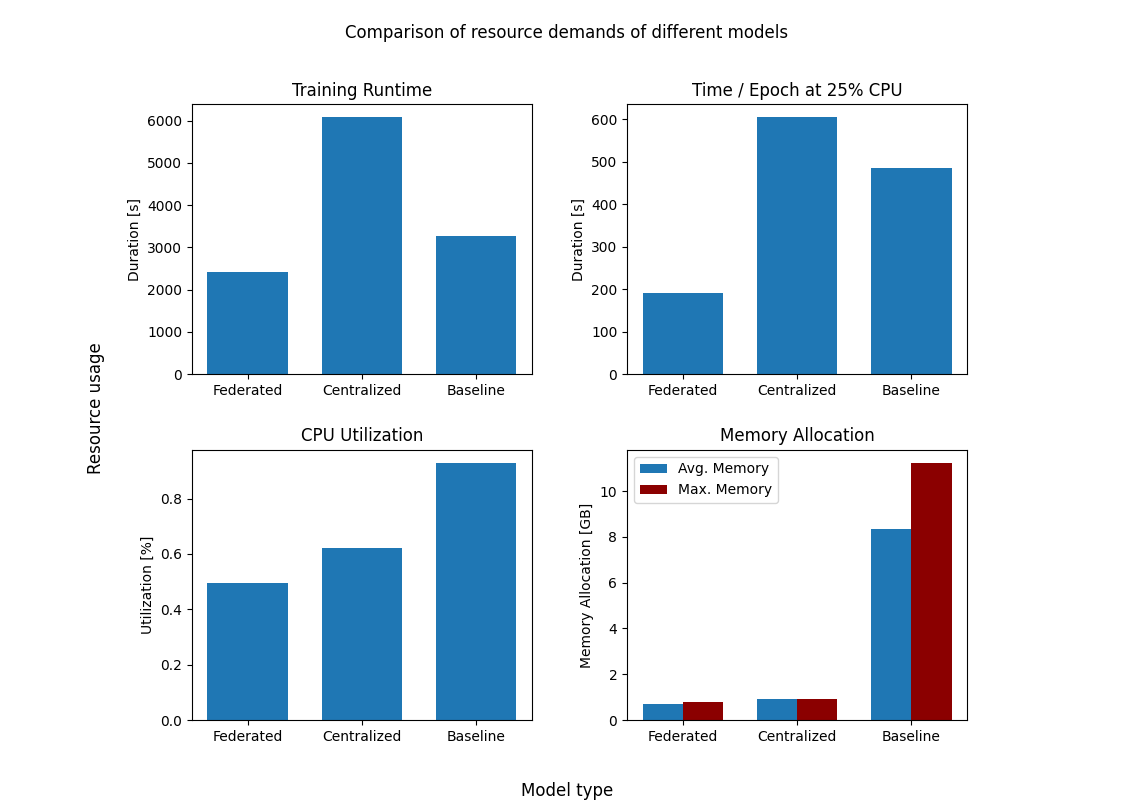 Comparison of resource demands of different models
Training Runtime
Duration [s]
6000
5000
4000
3000
2000
1000
0
Federated Centralized Baseline
Time / Epoch at 25% CPU
Duration [s]
600
500
400
300
200
100
0
Federated Centralized Baseline
Resource usage
CPU Utilization
Utilization [%]
0.8
0.6
0.4
0.2
0.0
Federated Centralized Baseline
Memory Allocation
Avg. Memory
Max. Memory
Memory Allocation [GB]
10
8
6
4
2
0
Federated Centralized Baseline
Model type